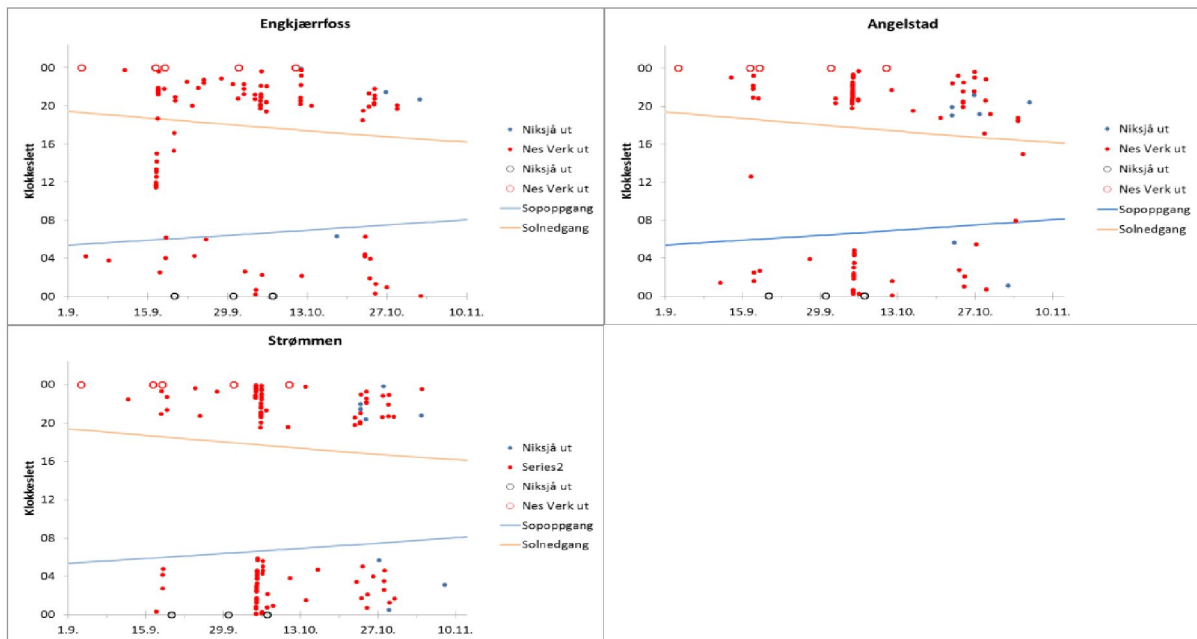 Engkjærrfoss
00
20
16
12
08
04
00
Klokkeslett
1.9.
15.9.
29.9.
13.10.
27.10.
10.11.
Niksjå ut
Nes Verk ut
Niksjå ut
Nes Verk ut
Sopoppgang
Solnedgang
Angelstad
00
20
16
12
08
04
00
Klokkeslett
1.9.
15.9.
29.9.
13.10.
27.10.
10.11.
Niksjå ut
Nes Verk ut
Niksjå ut
Nes Verk ut
Sopoppgang
Solnedgang
Strømmen
00
20
16
12
08
04
00
Klokkeslett
1.9.
15.9.
29.9.
13.10.
27.10.
10.11.
Niksjå ut
Series2
Niksjå ut
Nes Verk ut
Sopoppgang
Solnedgang